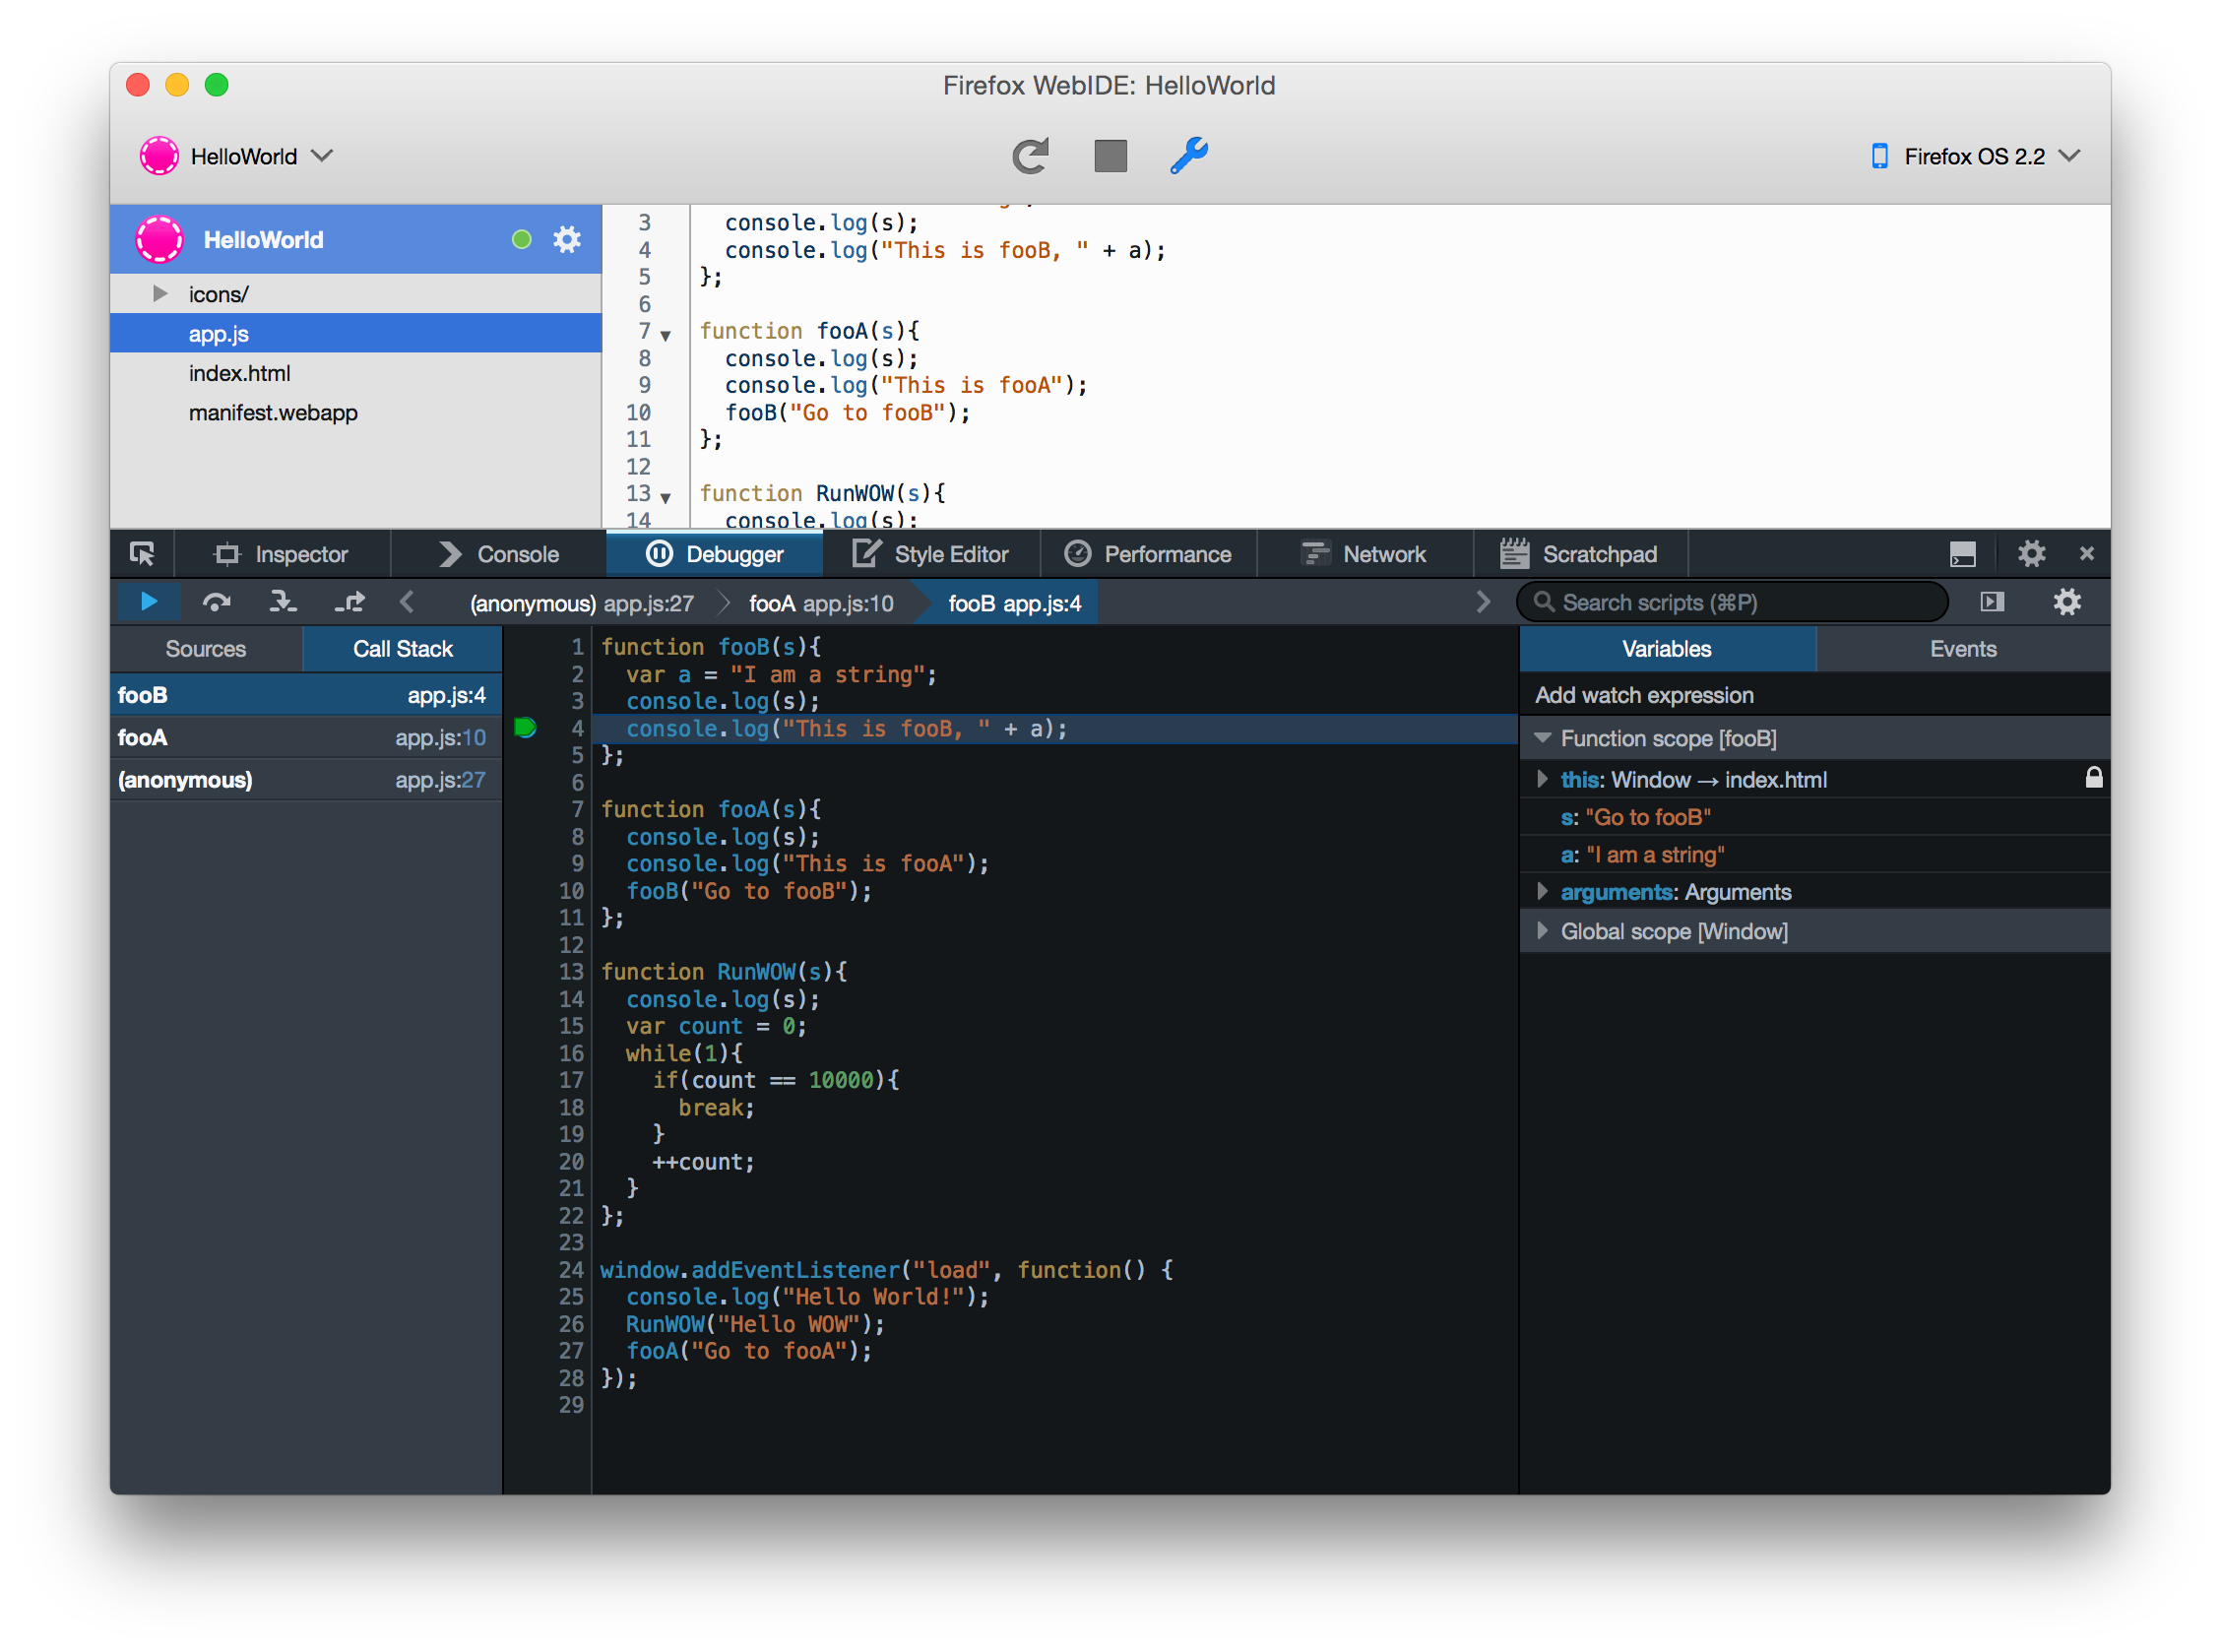 Firefox WebIDE: HelloWorld
HelloWorld
Firefox OS 2.2
HelloWorld
icons/
app.js
index.html
manifest.webapp
3 console.log(s);
4 console.log("This is fooB, " + a);
5 };
6
7 function fooA(s){
8 console.log(s);
9 console.log("This is fooA");
10 fooB("Go to fooB");
11 };
12
13 function RunWOW(s){
14 console.log(s);
Inspector Console Debugger Style Editor Performance Network Scratchpad
(anonymous) app.js:27 fooA app.js:10 fooB app.js:4 Search scripts (⌘P)
Sources Call Stack
fooB app.js:4
fooA app.js:10
(anonymous) app.js:27
1 function fooB(s){
2 var a = "I am a string";
3 console.log(s);
4 console.log("This is fooB, " + a);
5 };
6
7 function fooA(s){
8 console.log(s);
9 console.log("This is fooA");
10 fooB("Go to fooB");
11 };
12
13 function RunWOW(s){
14 console.log(s);
15 var count = 0;
16 while(1){
17 if(count == 10000){
18 break;
19 }
20 ++count;
21 }
22 };
23
24 window.addEventListener("load", function() {
25 console.log("Hello World!");
26 RunWOW("Hello WOW");
27 fooA("Go to fooA");
28 });
29
Variables Events
Add watch expression
Function scope [fooB]
this: Window → index.html
s: "Go to fooB"
a: "I am a string"
arguments: Arguments
Global scope [Window]